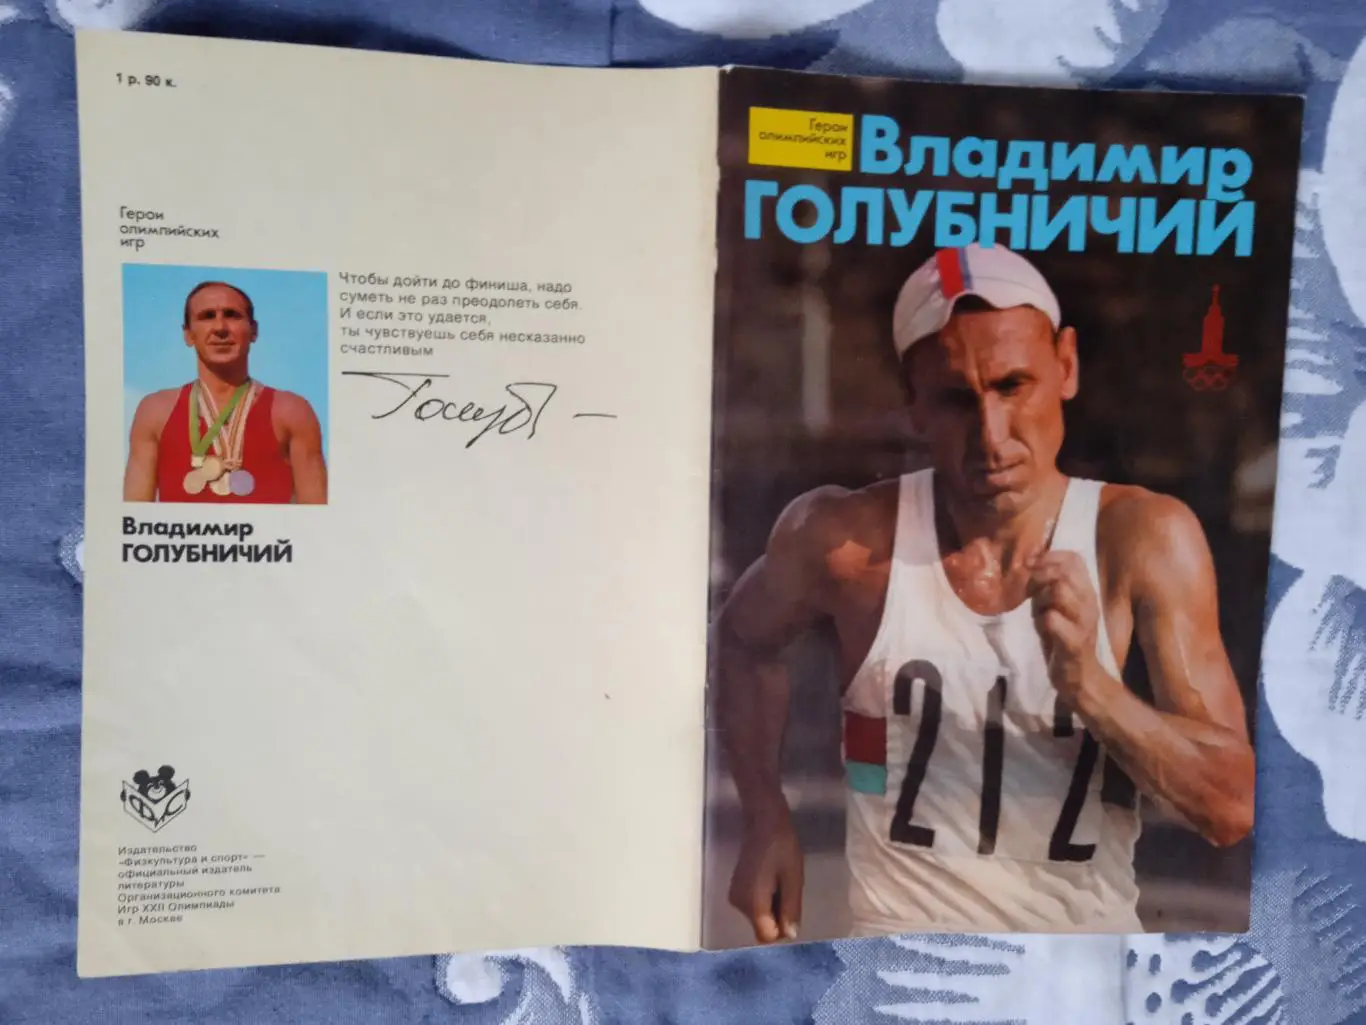 1 р. 90 к.
Герои
олимпийских
игр
Чтобы дойти до финиша, надо
суметь не раз преодолеть себя.
И если это удается,
ты чувствуешь себя несказанно
счастливым
Владимир
ГОЛУБНИЧИЙ
ФиС
Издательство
«Физкультура и спорт» —
официальный издатель
литературы
Организационного комитета
Игр XXII Олимпиады
в г. Москве
Герои
олимпийских
игр
Владимир
ГОЛУБНИЧИЙ
212